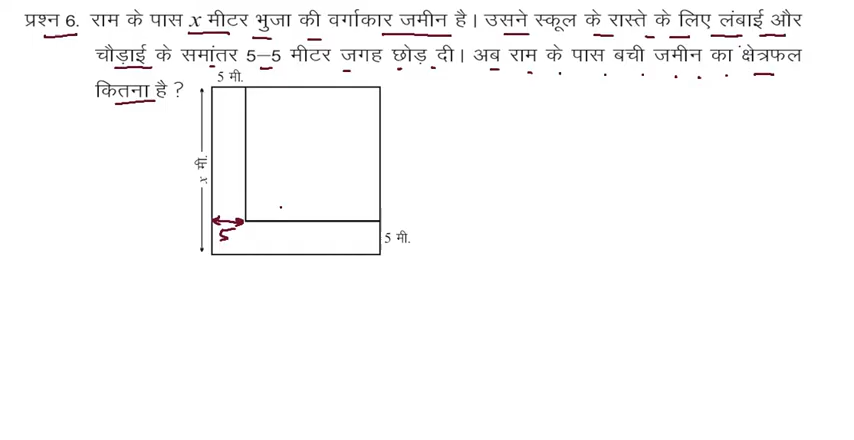 प्रश्न 6. राम के पास x मीटर भुजा की वर्गाकार जमीन है। उसने स्कूल के रास्ते के लिए लंबाई और
चौड़ाई के समांतर 5–5 मीटर जगह छोड़ दी। अब राम के पास बची जमीन का क्षेत्रफल
कितना है ?
5 मी.
x मी.
5
5 मी.